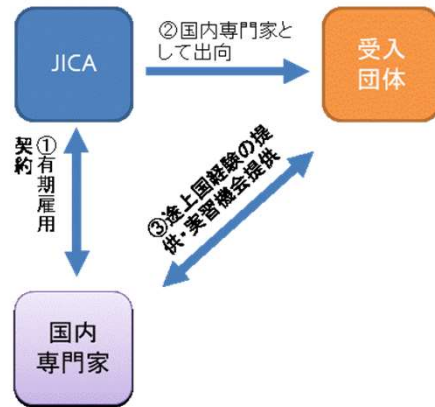 JICA
②国内専門家と
して出向
受入
団体
①有期雇用
契約
③途上国経験の提
供・実習機会提供
国内
専門家